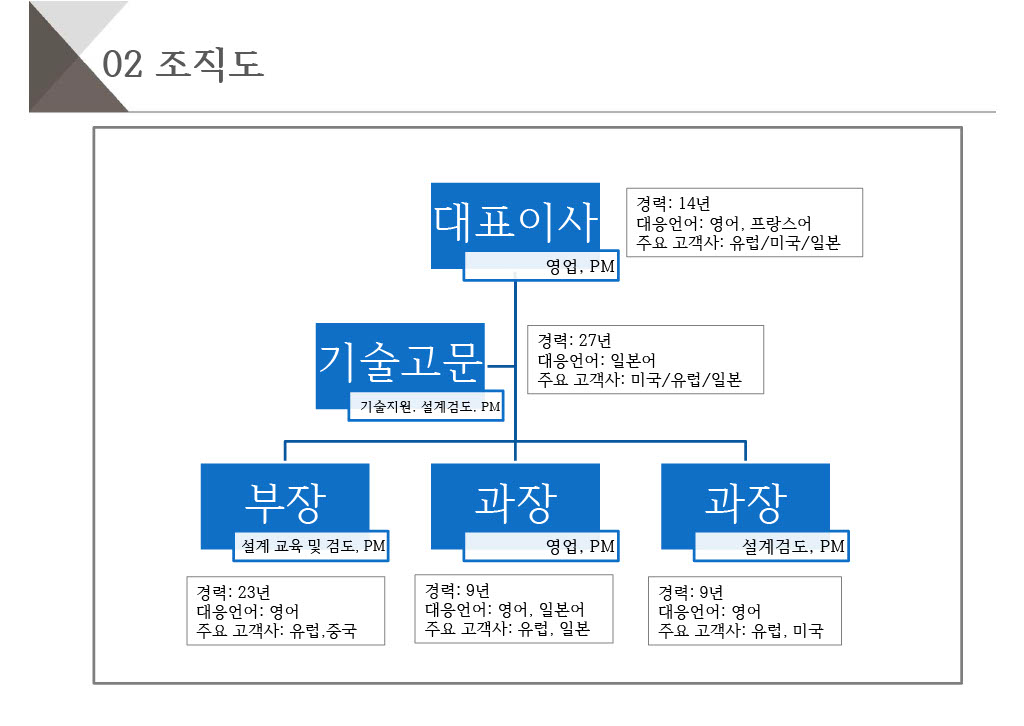 02 조직도
대표이사
영업, PM
경력: 14년
대응언어: 영어, 프랑스어
주요 고객사: 유럽/미국/일본
기술고문
기술지원, 설계검도, PM
경력: 27년
대응언어: 일본어
주요 고객사: 미국/유럽/일본
부장
설계 교육 및 검도, PM
경력: 23년
대응언어: 영어
주요 고객사: 유럽,중국
과장
영업, PM
경력: 9년
대응언어: 영어, 일본어
주요 고객사: 유럽, 일본
과장
설계검도, PM
경력: 9년
대응언어: 영어
주요 고객사: 유럽, 미국